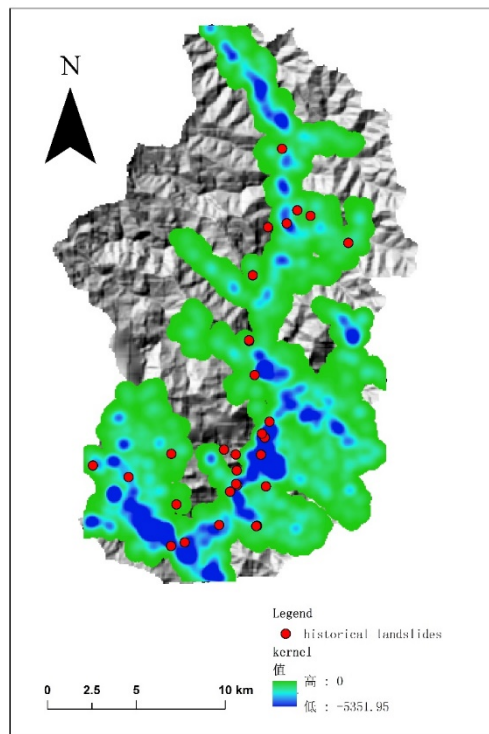 N
Legend
historical landslides
kernel
值
高 : 0
低 : -5351.95
0 2.5 5 10 km